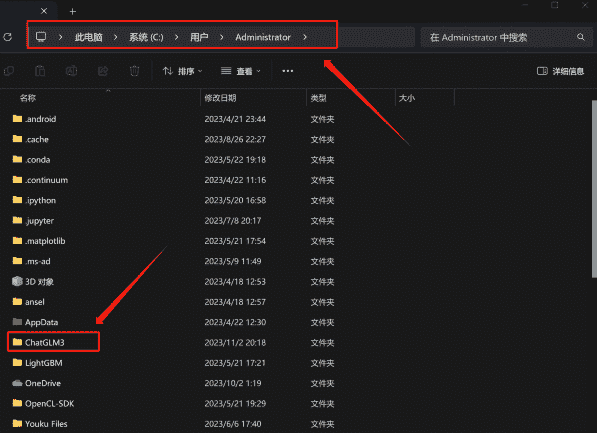 此电脑 > 系统 (C:) > 用户 > Administrator >
在 Administrator 中搜索
排序
查看
详细信息
名称 修改日期 类型 大小
.android 2023/4/21 23:44 文件夹
.cache 2023/8/26 22:27 文件夹
.conda 2023/5/22 19:18 文件夹
.continuum 2023/4/22 11:16 文件夹
.ipython 2023/5/20 16:58 文件夹
.jupyter 2023/7/8 20:17 文件夹
.matplotlib 2023/5/21 17:54 文件夹
.ms-ad 2023/5/9 11:49 文件夹
3D 对象 2023/4/18 12:53 文件夹
ansel 2023/4/18 12:57 文件夹
AppData 2023/4/22 12:30 文件夹
ChatGLM3 2023/11/2 20:18 文件夹
LightGBM 2023/5/21 17:21 文件夹
OneDrive 2023/10/2 1:19 文件夹
OpenCL-SDK 2023/5/21 19:29 文件夹
Youku Files 2023/6/6 17:40 文件夹